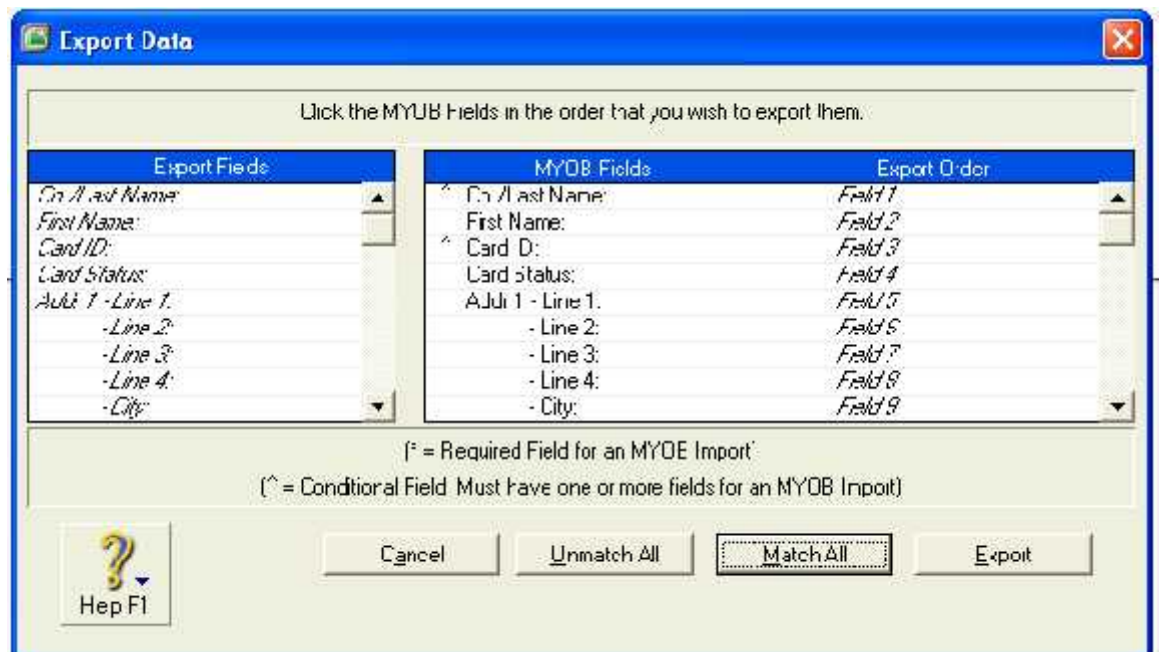 Export Data
Click the MYOB Fields in the order that you wish to export them.
Export Fields
MYOB Fields Export Order
Co./Last Name:
First Name:
Card ID:
Card Status:
Addr 1 - Line 1:
- Line 2:
- Line 3:
- Line 4:
- City:
^ Co./Last Name: Field 1
First Name: Field 2
^ Card ID: Field 3
Card Status: Field 4
Addr 1 - Line 1: Field 5
- Line 2: Field 6
- Line 3: Field 7
- Line 4: Field 8
- City: Field 9
(* = Required Field for an MYOB Import)
(^ = Conditional Field Must have one or more fields for an MYOB Import)
Help F1
Cancel Unmatch All Match All Export